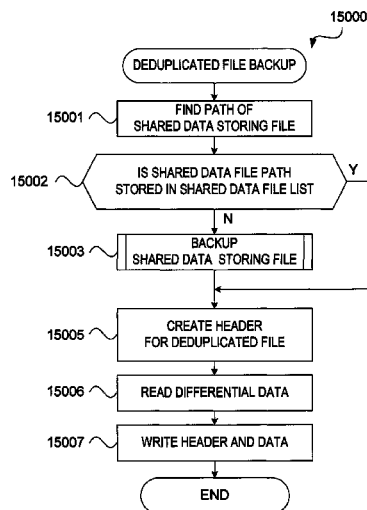 15000
DEDUPLICATED FILE BACKUP
15001
FIND PATH OF
SHARED DATA STORING FILE
15002
IS SHARED DATA FILE PATH
STORED IN SHARED DATA FILE LIST
Y
N
15003
BACKUP
SHARED DATA STORING FILE
15005
CREATE HEADER
FOR DEDUPLICATED FILE
15006
READ DIFFERENTIAL DATA
15007
WRITE HEADER AND DATA
END